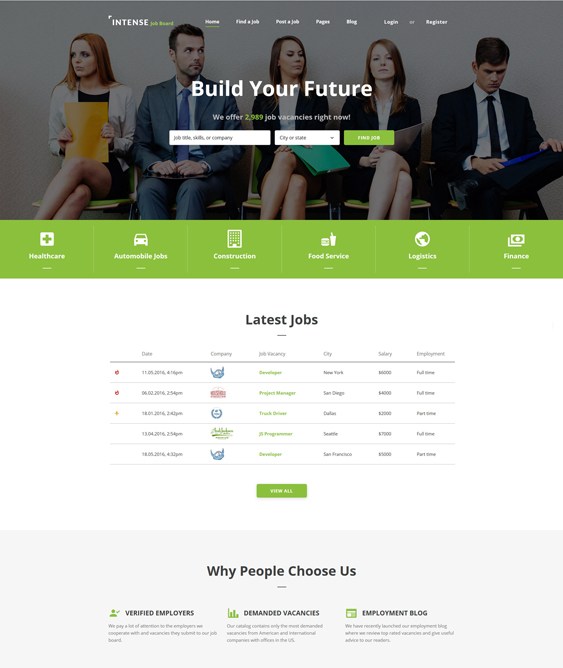 INTENSE Job Board
Home
Find a Job
Post a Job
Pages
Blog
Login or Register
Build Your Future
We offer 2,989 job vacancies right now!
Job title, skills, or company
City or state
FIND JOB
Healthcare
Automobile Jobs
Construction
Food Service
Logistics
Finance
Latest Jobs
Date Company Job Vacancy City Salary Employment
11.05.2016, 4:16pm Developer New York $6000 Full time
06.02.2016, 2:54pm Project Manager San Diego $4000 Full time
18.01.2016, 2:42pm Truck Driver Dallas $2000 Part time
13.04.2016, 2:54pm JS Programmer Seattle $7000 Full time
18.05.2016, 4:32pm Developer San Francisco $5000 Part time
VIEW ALL
Why People Choose Us
VERIFIED EMPLOYERS
We pay a lot of attention to the employers we
cooperate with and vacancies they submit to our job
board.
DEMANDED VACANCIES
Our catalog contains only the most demanded
vacancies from American and international
companies with offices in the US.
EMPLOYMENT BLOG
We have recently launched our employment blog
where we review top rated vacancies and give useful
advice to our readers.